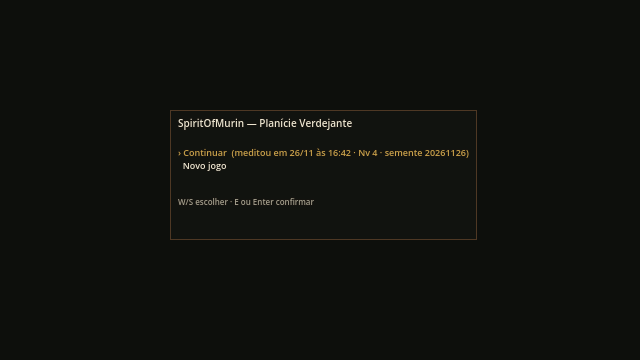 SpiritOfMurin — Planície Verdejante
› Continuar (meditou em 26/11 às 16:42 · Nv 4 · semente 20261126)
Novo jogo
W/S escolher · E ou Enter confirmar